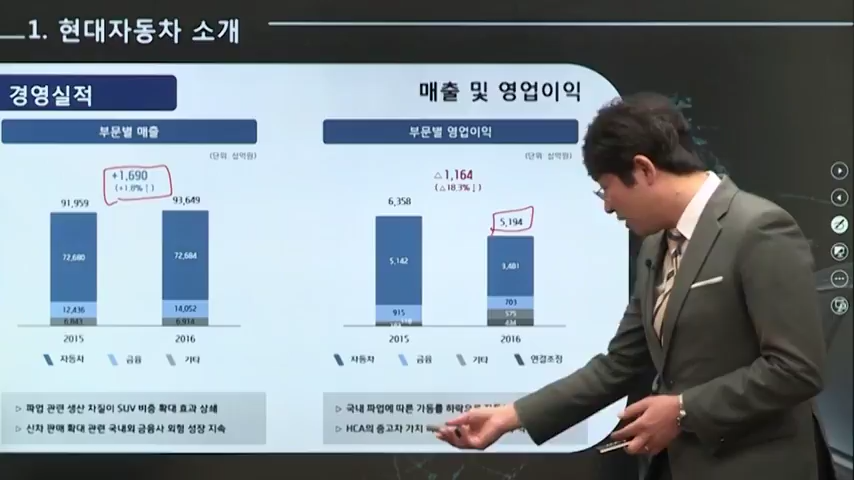 1. 현대자동차 소개
경영실적
매출 및 영업이익
부문별 매출
(단위: 십억원)
+1,690
(+1.8%↓)
91,959
93,649
72,680
72,684
12,436
14,052
6,843
6,914
2015
2016
자동차
금융
기타
▷ 파업 관련 생산 차질이 SUV 비중 확대 효과 상쇄
▷ 신차 판매 확대 관련 국내외 금융사 외형 성장 지속
부문별 영업이익
(단위: 십억원)
△1,164
(△18.3%↓)
6,358
5,194
5,142
3,481
915
703
575
434
2015
2016
자동차
금융
기타
연결조정
▷ 국내 파업에 따른 가동률 하락으로
▷ HCA의 중고차 가치